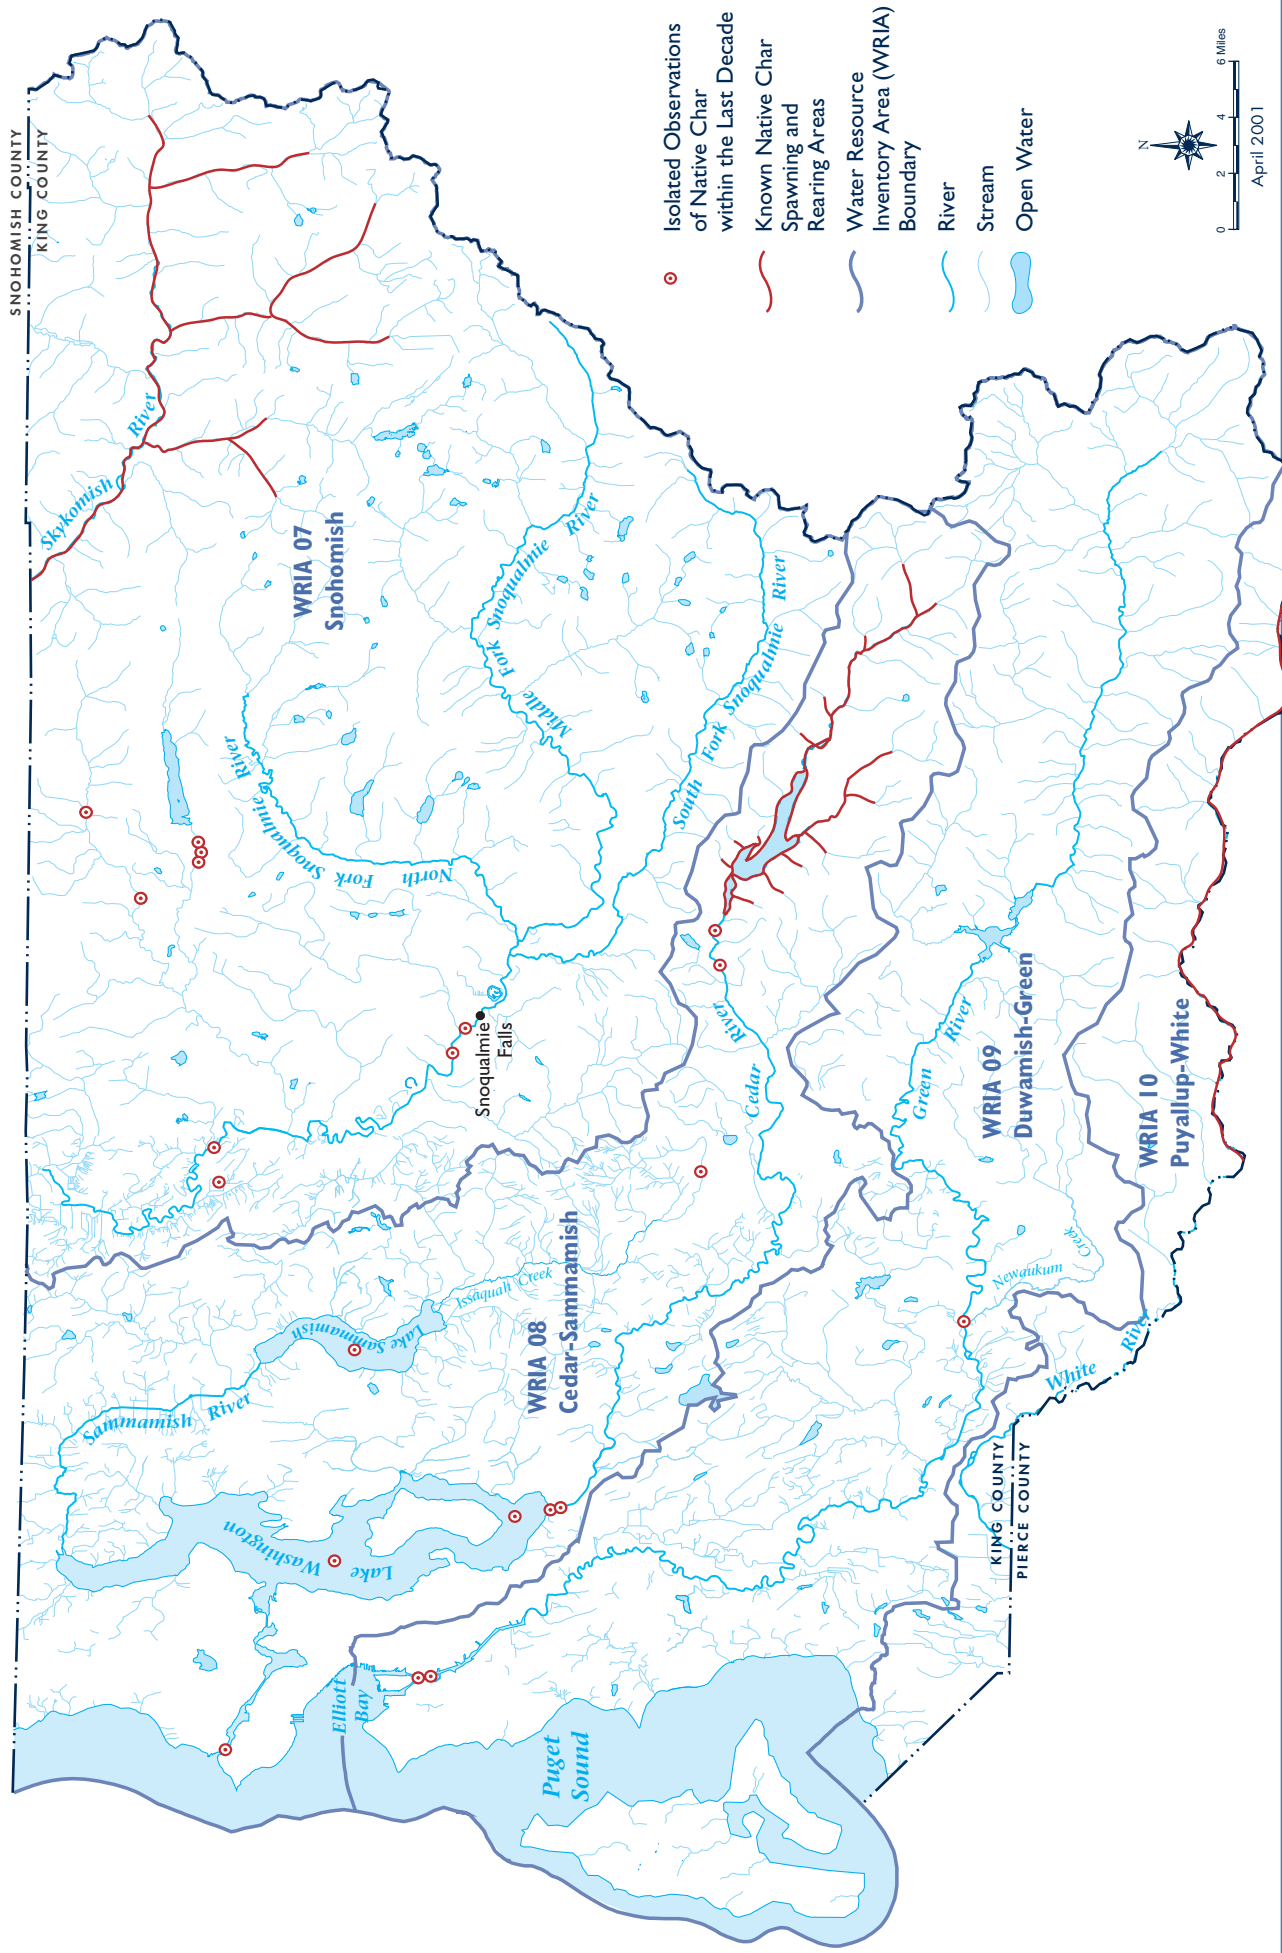 SNOHOMISH COUNTY
KING COUNTY
Skykomish
River
WRIA 07
Snohomish
North Fork Snoqualmie River
Middle Fork Snoqualmie River
South Fork Snoqualmie River
Snoqualmie
Falls
Sammamish River
Lake Sammamish
Issaquah Creek
WRIA 08
Cedar-Sammamish
Lake Washington
Cedar River
Elliott
Bay
Puget
Sound
Green River
WRIA 09
Duwamish-Green
Newaukum Creek
WRIA 10
Puyallup-White
White River
KING COUNTY
PIERCE COUNTY
Isolated Observations
of Native Char
within the Last Decade
Known Native Char
Spawning and
Rearing Areas
Water Resource
Inventory Area (WRIA)
Boundary
River
Stream
Open Water
N
0 2 4 6 Miles
April 2001